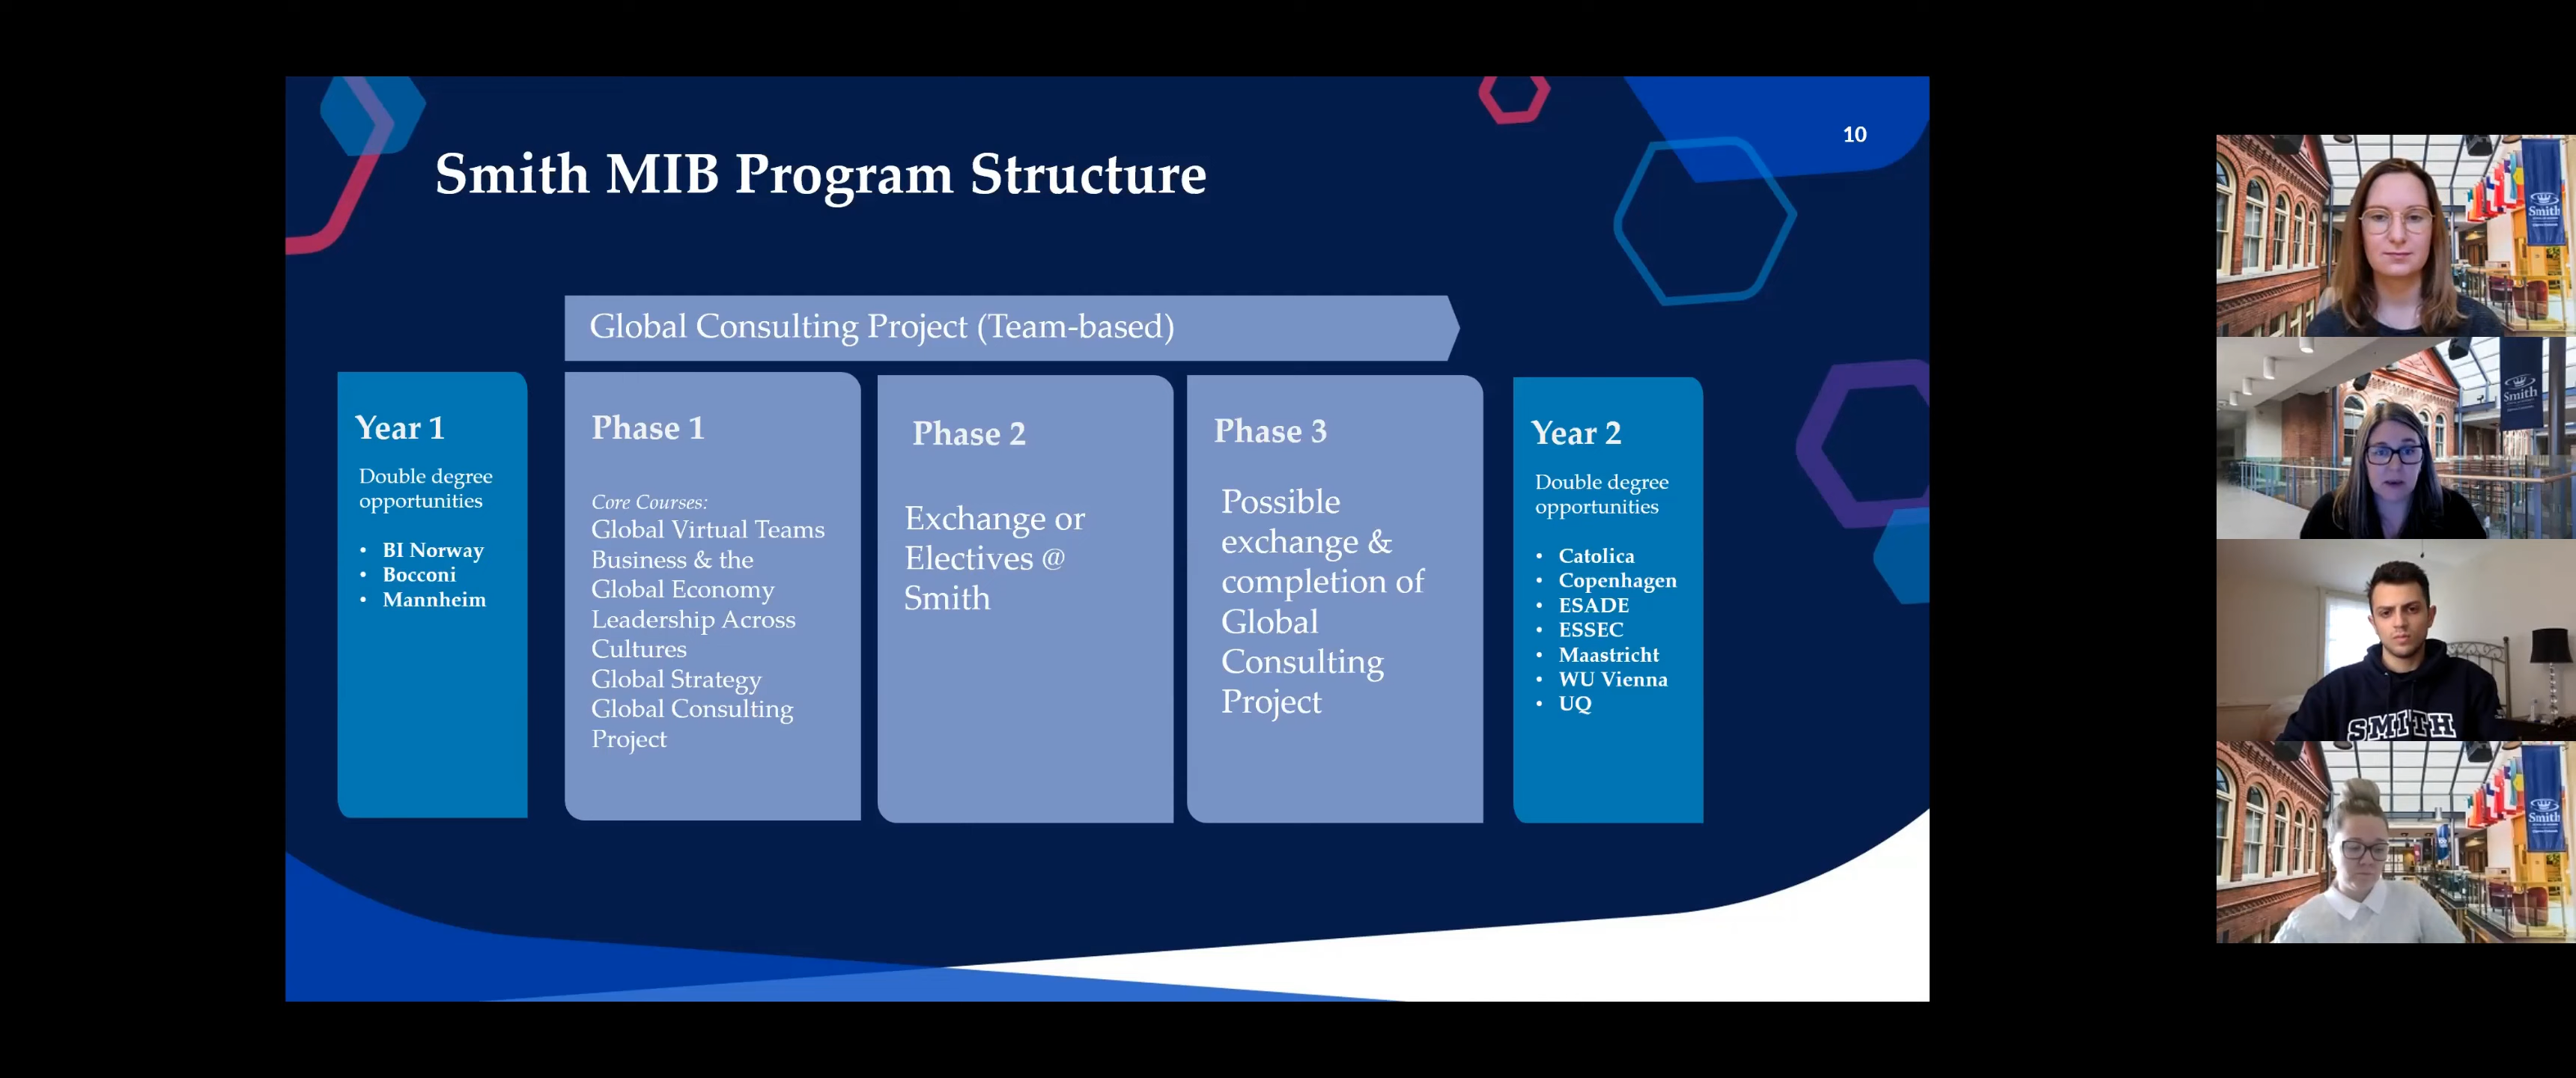 10
Smith MIB Program Structure
Global Consulting Project (Team-based)
Year 1
Double degree
opportunities
• BI Norway
• Bocconi
• Mannheim
Phase 1
Core Courses:
Global Virtual Teams
Business & the
Global Economy
Leadership Across
Cultures
Global Strategy
Global Consulting
Project
Phase 2
Exchange or
Electives @
Smith
Phase 3
Possible
exchange &
completion of
Global
Consulting
Project
Year 2
Double degree
opportunities
• Catolica
• Copenhagen
• ESADE
• ESSEC
• Maastricht
• WU Vienna
• UQ
Smith
Smith
SMITH
Smith